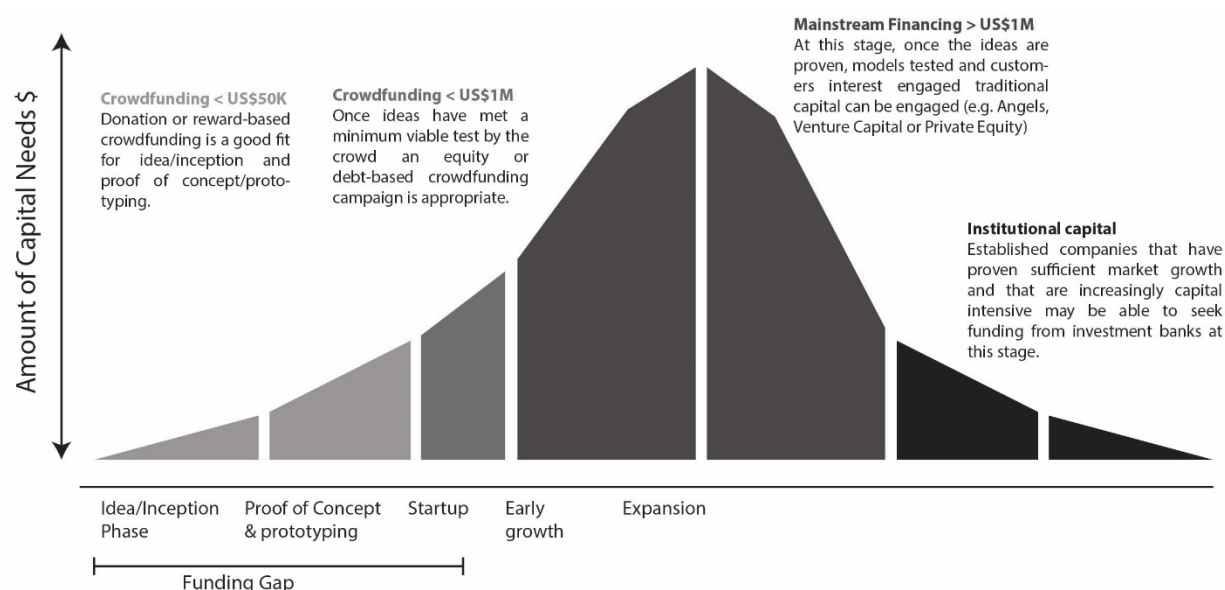 Amount of Capital Needs $
Crowdfunding < US$50K
Donation or reward-based
crowdfunding is a good fit
for idea/inception and
proof of concept/proto-
typing.
Crowdfunding < US$1M
Once ideas have met a
minimum viable test by the
crowd an equity or
debt-based crowdfunding
campaign is appropriate.
Mainstream Financing > US$1M
At this stage, once the ideas are
proven, models tested and custom-
ers interest engaged traditional
capital can be engaged (e.g. Angels,
Venture Capital or Private Equity)
Institutional capital
Established companies that have
proven sufficient market growth
and that are increasingly capital
intensive may be able to seek
funding from investment banks at
this stage.
Idea/Inception
Phase
Proof of Concept
& prototyping
Startup
Early
growth
Expansion
Funding Gap